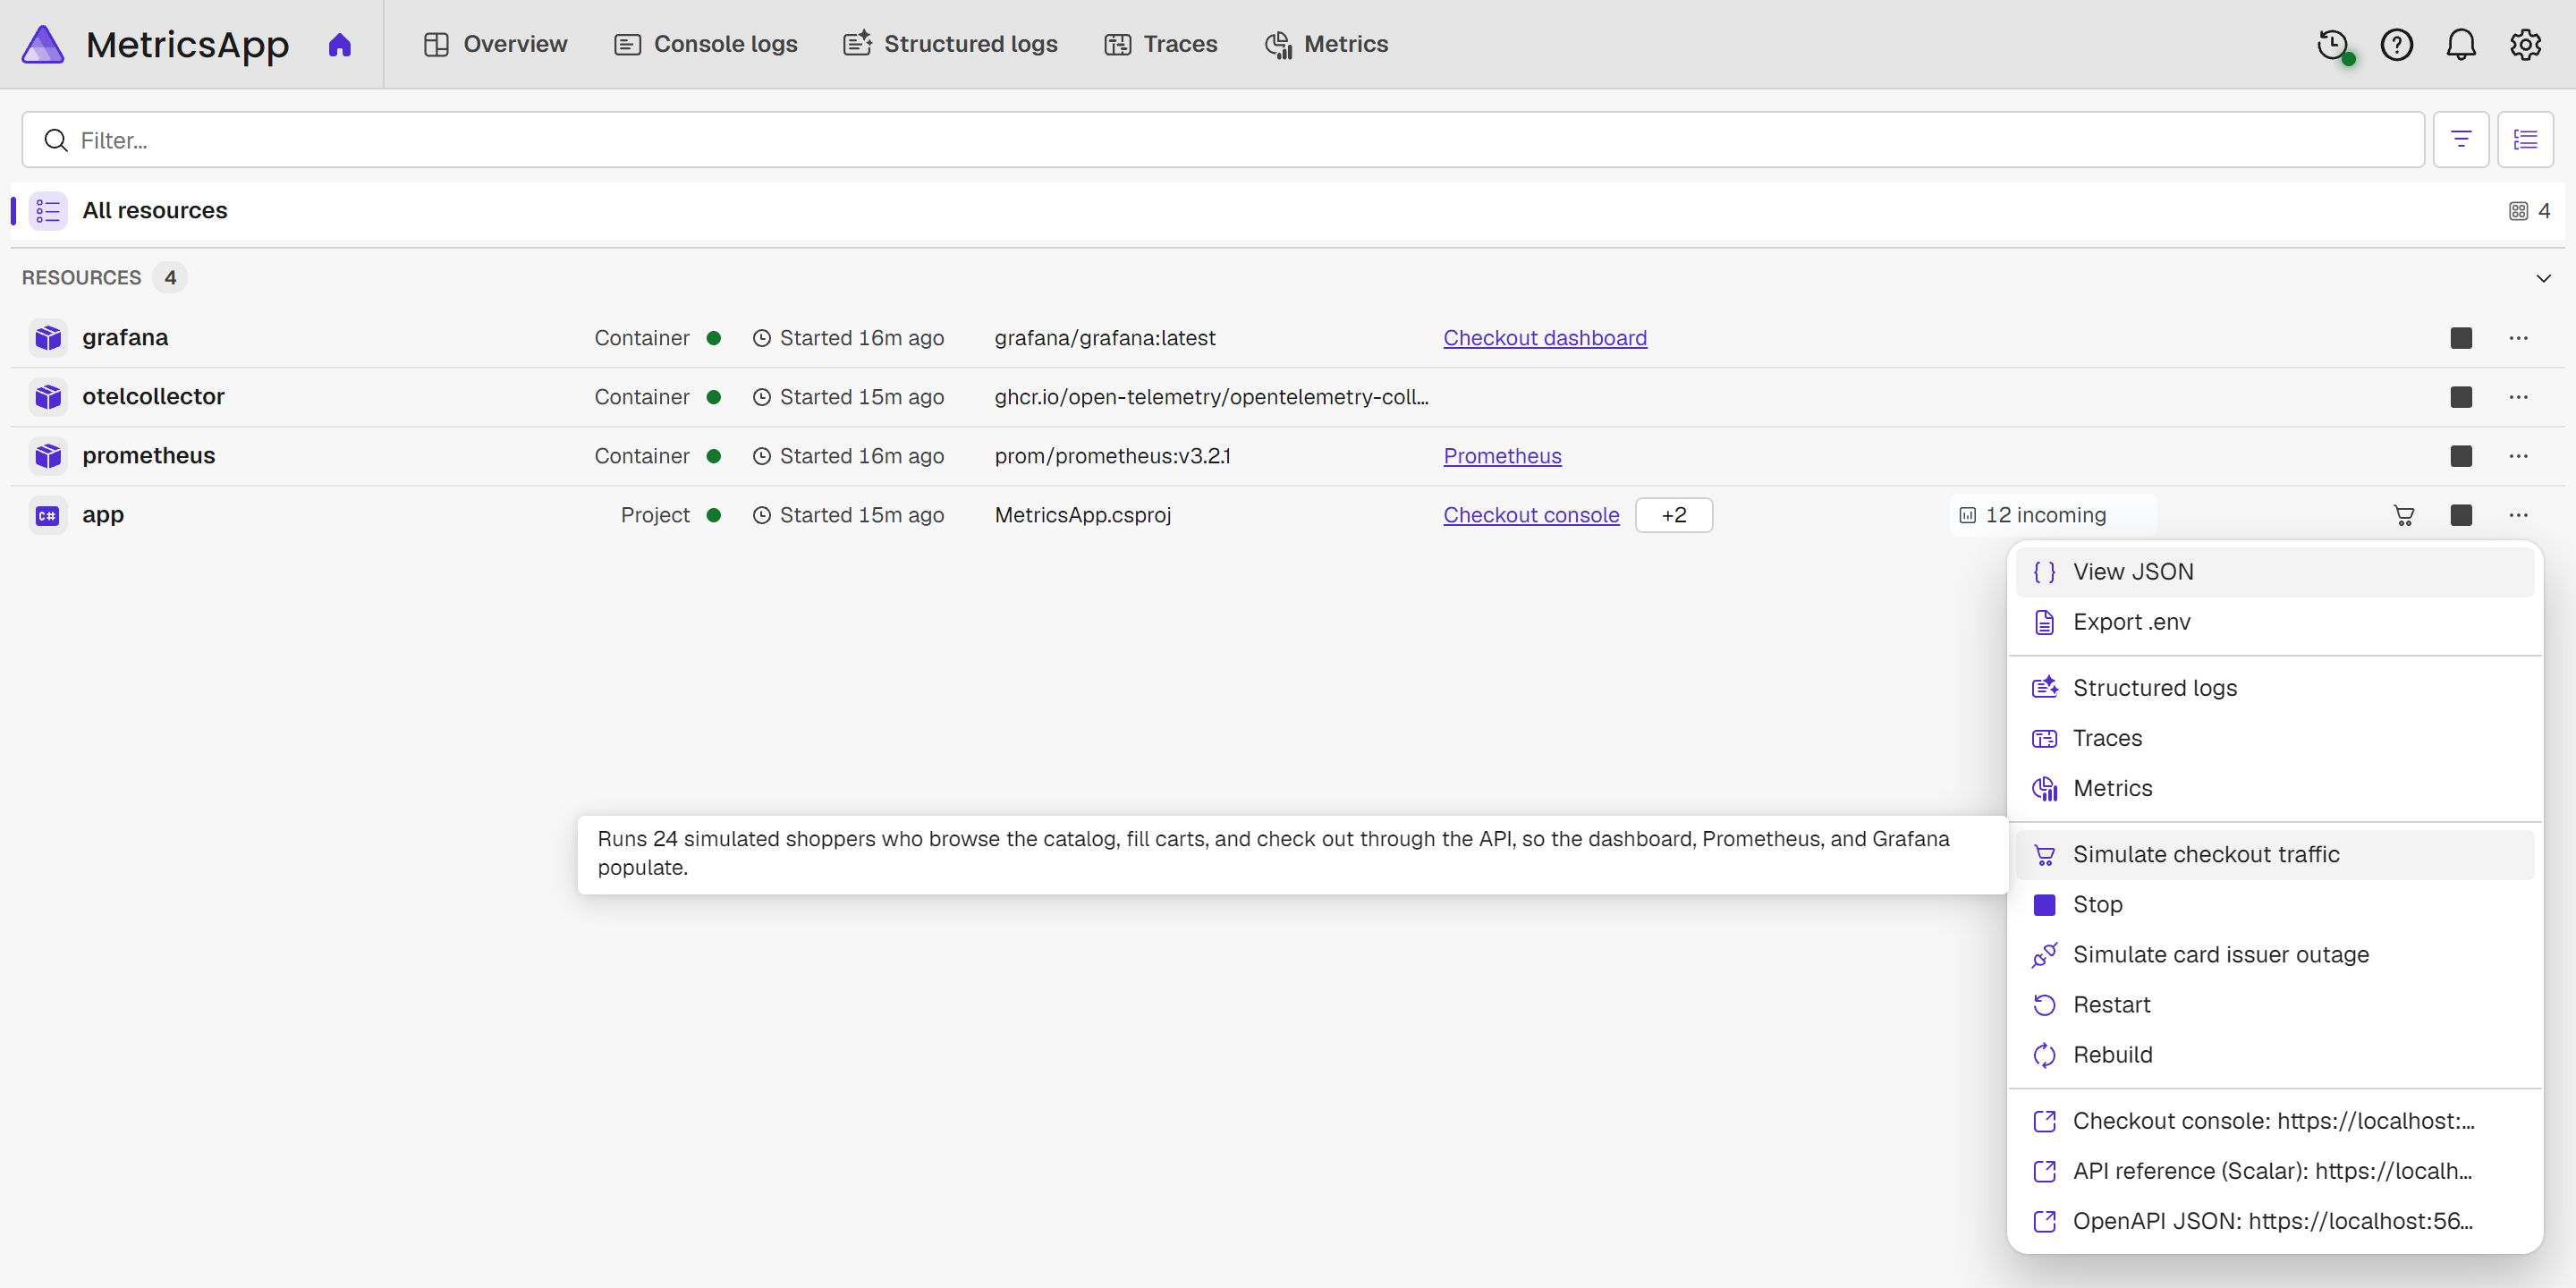 MetricsApp
Overview
Console logs
Structured logs
Traces
Metrics
Filter...
All resources
4
RESOURCES 4
grafana Container Started 16m ago grafana/grafana:latest Checkout dashboard
otelcollector Container Started 15m ago ghcr.io/open-telemetry/opentelemetry-coll...
prometheus Container Started 16m ago prom/prometheus:v3.2.1 Prometheus
C# app Project Started 15m ago MetricsApp.csproj Checkout console +2 12 incoming
View JSON
Export .env
Structured logs
Traces
Metrics
Runs 24 simulated shoppers who browse the catalog, fill carts, and check out through the API, so the dashboard, Prometheus, and Grafana
populate.
Simulate checkout traffic
Stop
Simulate card issuer outage
Restart
Rebuild
Checkout console: https://localhost:...
API reference (Scalar): https://localh...
OpenAPI JSON: https://localhost:56...